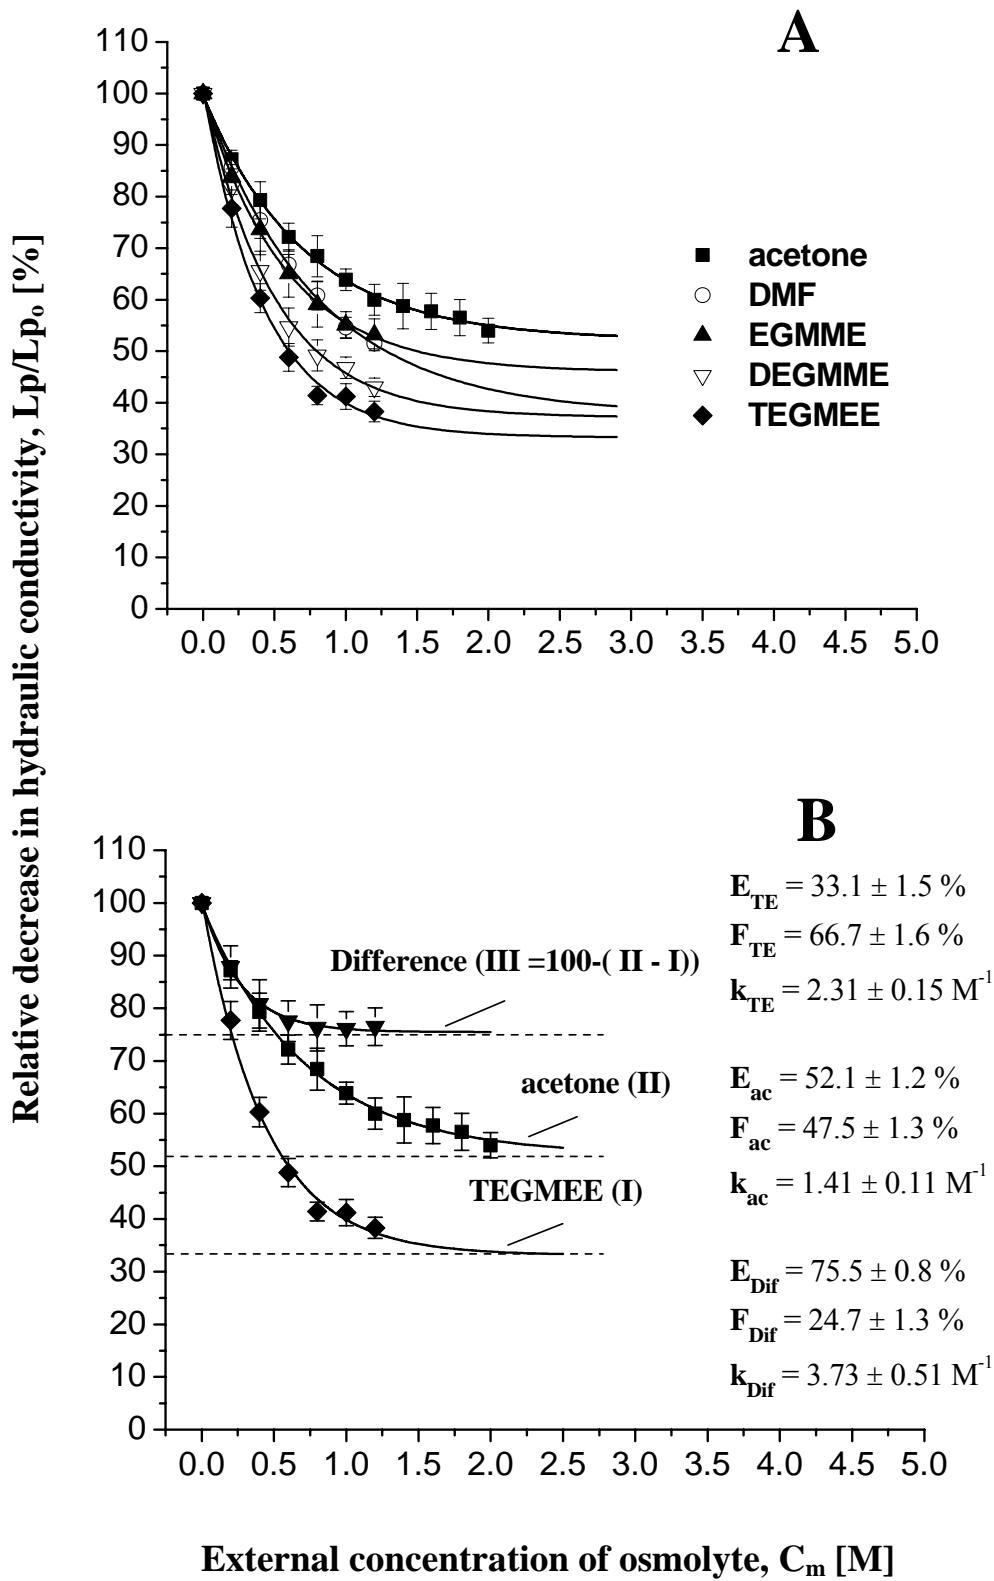 Relative decrease in hydraulic conductivity, Lp/Lp₀ [%]
A
110
100
90
80
70
60
50
40
30
20
10
0
acetone
DMF
EGMME
DEGMME
TEGMEE
0.0 0.5 1.0 1.5 2.0 2.5 3.0 3.5 4.0 4.5 5.0
B
110
100
90
80
70
60
50
40
30
20
10
0
Difference (III =100-( II - I))
acetone (II)
TEGMEE (I)
E_TE = 33.1 ± 1.5 %
F_TE = 66.7 ± 1.6 %
k_TE = 2.31 ± 0.15 M⁻¹
E_ac = 52.1 ± 1.2 %
F_ac = 47.5 ± 1.3 %
k_ac = 1.41 ± 0.11 M⁻¹
E_Dif = 75.5 ± 0.8 %
F_Dif = 24.7 ± 1.3 %
k_Dif = 3.73 ± 0.51 M⁻¹
0.0 0.5 1.0 1.5 2.0 2.5 3.0 3.5 4.0 4.5 5.0
External concentration of osmolyte, Cₘ [M]